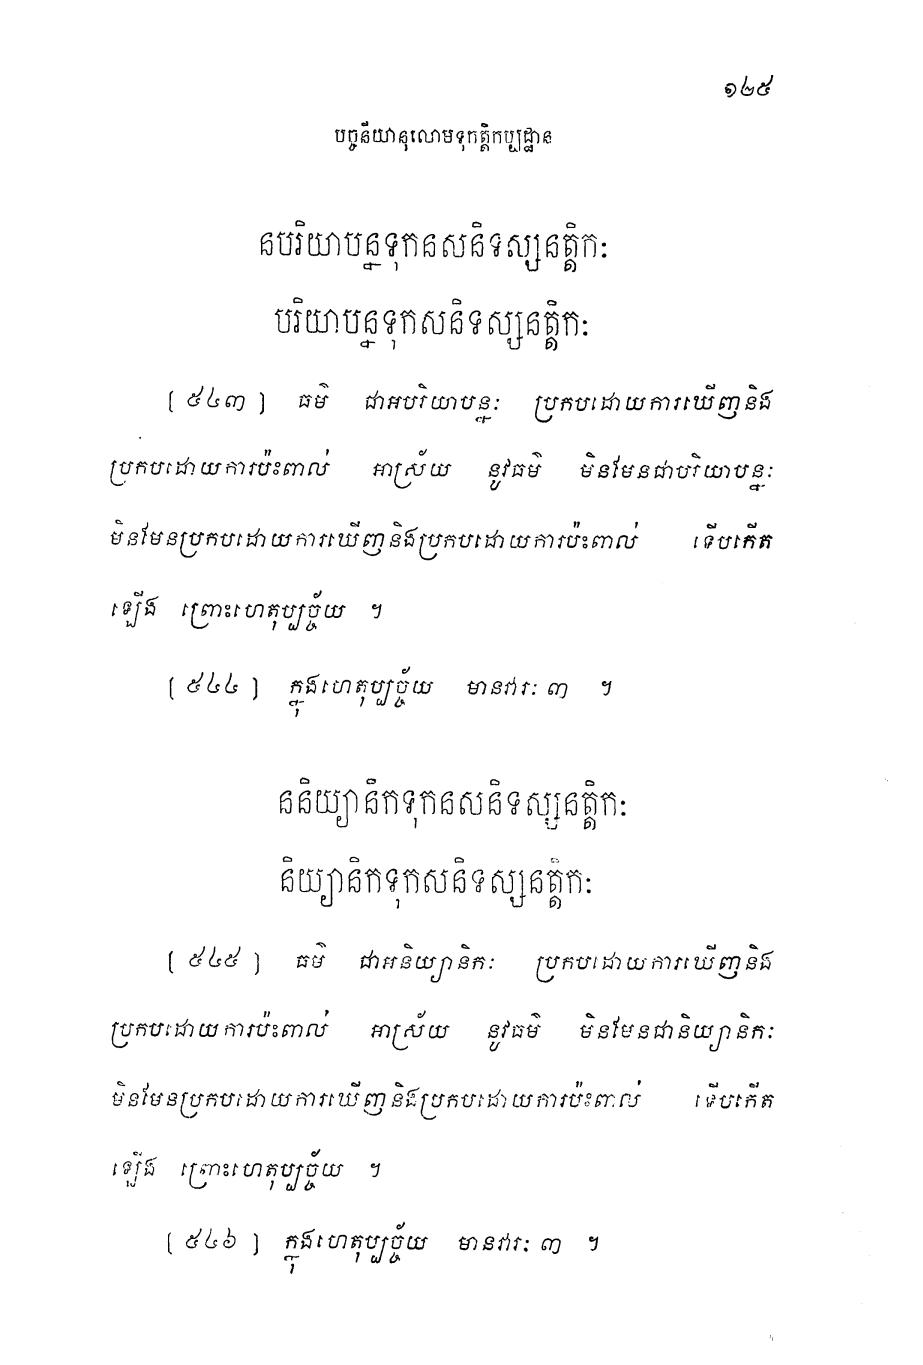 ១២៥
បច្ចនីយានុលោមទុកត្តិកប្បដ្ឋាន
នបរិយាបន្នទុកនសនិទស្សនត្តិកៈ
បរិយាបន្នទុកសនិទស្សនត្តិកៈ
[ ៥៤៣ ] ធម៌ ជាអបរិយាបន្នៈ ប្រកបដោយការឃើញនិង
ប្រកបដោយការប៉ះពាល់ អាស្រ័យ នូវធម៌ មិនមែនជាបរិយាបន្នៈ
មិនមែនប្រកបដោយការឃើញនិងប្រកបដោយការប៉ះពាល់ ទើបកើត
ឡើង ព្រោះហេតុប្បច្ច័យ ។
[ ៥៤៤ ] ក្នុងហេតុប្បច្ច័យ មានវារៈ ៣ ។
ននិយ្យានិកទុកនសនិទស្សនត្តិកៈ
និយ្យានិកទុកសនិទស្សនត្តិកៈ
[ ៥៤៥ ] ធម៌ ជាអនិយ្យានិកៈ ប្រកបដោយការឃើញនិង
ប្រកបដោយការប៉ះពាល់ អាស្រ័យ នូវធម៌ មិនមែនជានិយ្យានិកៈ
មិនមែនប្រកបដោយការឃើញនិងប្រកបដោយការប៉ះពាល់ ទើបកើត
ឡើង ព្រោះហេតុប្បច្ច័យ ។
[ ៥៤៦ ] ក្នុងហេតុប្បច្ច័យ មានវារៈ ៣ ។